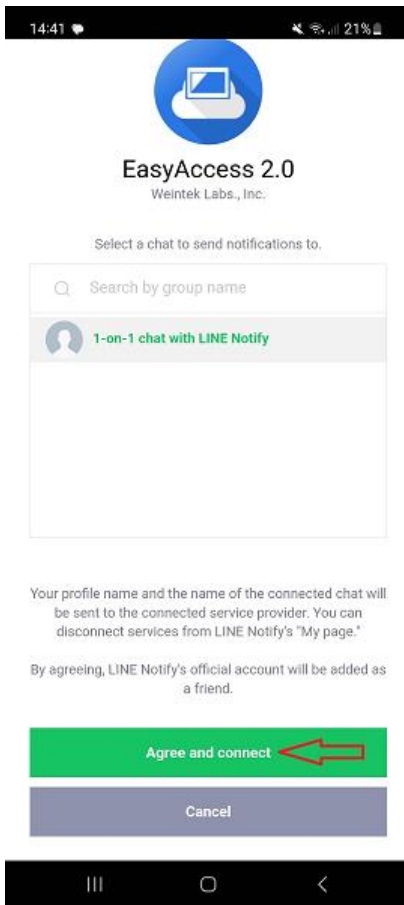 14:41 21%
EasyAccess 2.0
Weintek Labs., Inc.
Select a chat to send notifications to.
Search by group name
1-on-1 chat with LINE Notify
Your profile name and the name of the connected chat will
be sent to the connected service provider. You can
disconnect services from LINE Notify's "My page."
By agreeing, LINE Notify's official account will be added as
a friend.
Agree and connect
Cancel